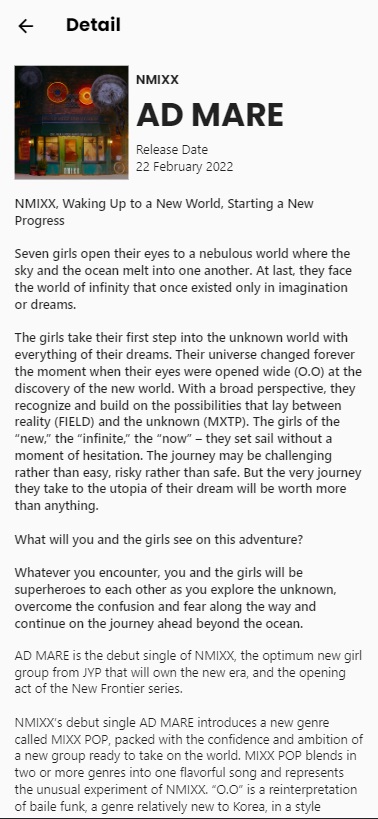 Detail
NMIXX
AD MARE
Release Date
22 February 2022
NMIXX, Waking Up to a New World, Starting a New
Progress
Seven girls open their eyes to a nebulous world where the
sky and the ocean melt into one another. At last, they face
the world of infinity that once existed only in imagination
or dreams.
The girls take their first step into the unknown world with
everything of their dreams. Their universe changed forever
the moment when their eyes were opened wide (O.O) at the
discovery of the new world. With a broad perspective, they
recognize and build on the possibilities that lay between
reality (FIELD) and the unknown (MXTP). The girls of the
“new,” the “infinite,” the “now” – they set sail without a
moment of hesitation. The journey may be challenging
rather than easy, risky rather than safe. But the very journey
they take to the utopia of their dream will be worth more
than anything.
What will you and the girls see on this adventure?
Whatever you encounter, you and the girls will be
superheroes to each other as you explore the unknown,
overcome the confusion and fear along the way and
continue on the journey ahead beyond the ocean.
AD MARE is the debut single of NMIXX, the optimum new girl
group from JYP that will own the new era, and the opening
act of the New Frontier series.
NMIXX's debut single AD MARE introduces a new genre
called MIXX POP, packed with the confidence and ambition of
a new group ready to take on the world. MIXX POP blends in
two or more genres into one flavorful song and represents
the unusual experiment of NMIXX. “O.O” is a reinterpretation
of baile funk, a genre relatively new to Korea, in a style